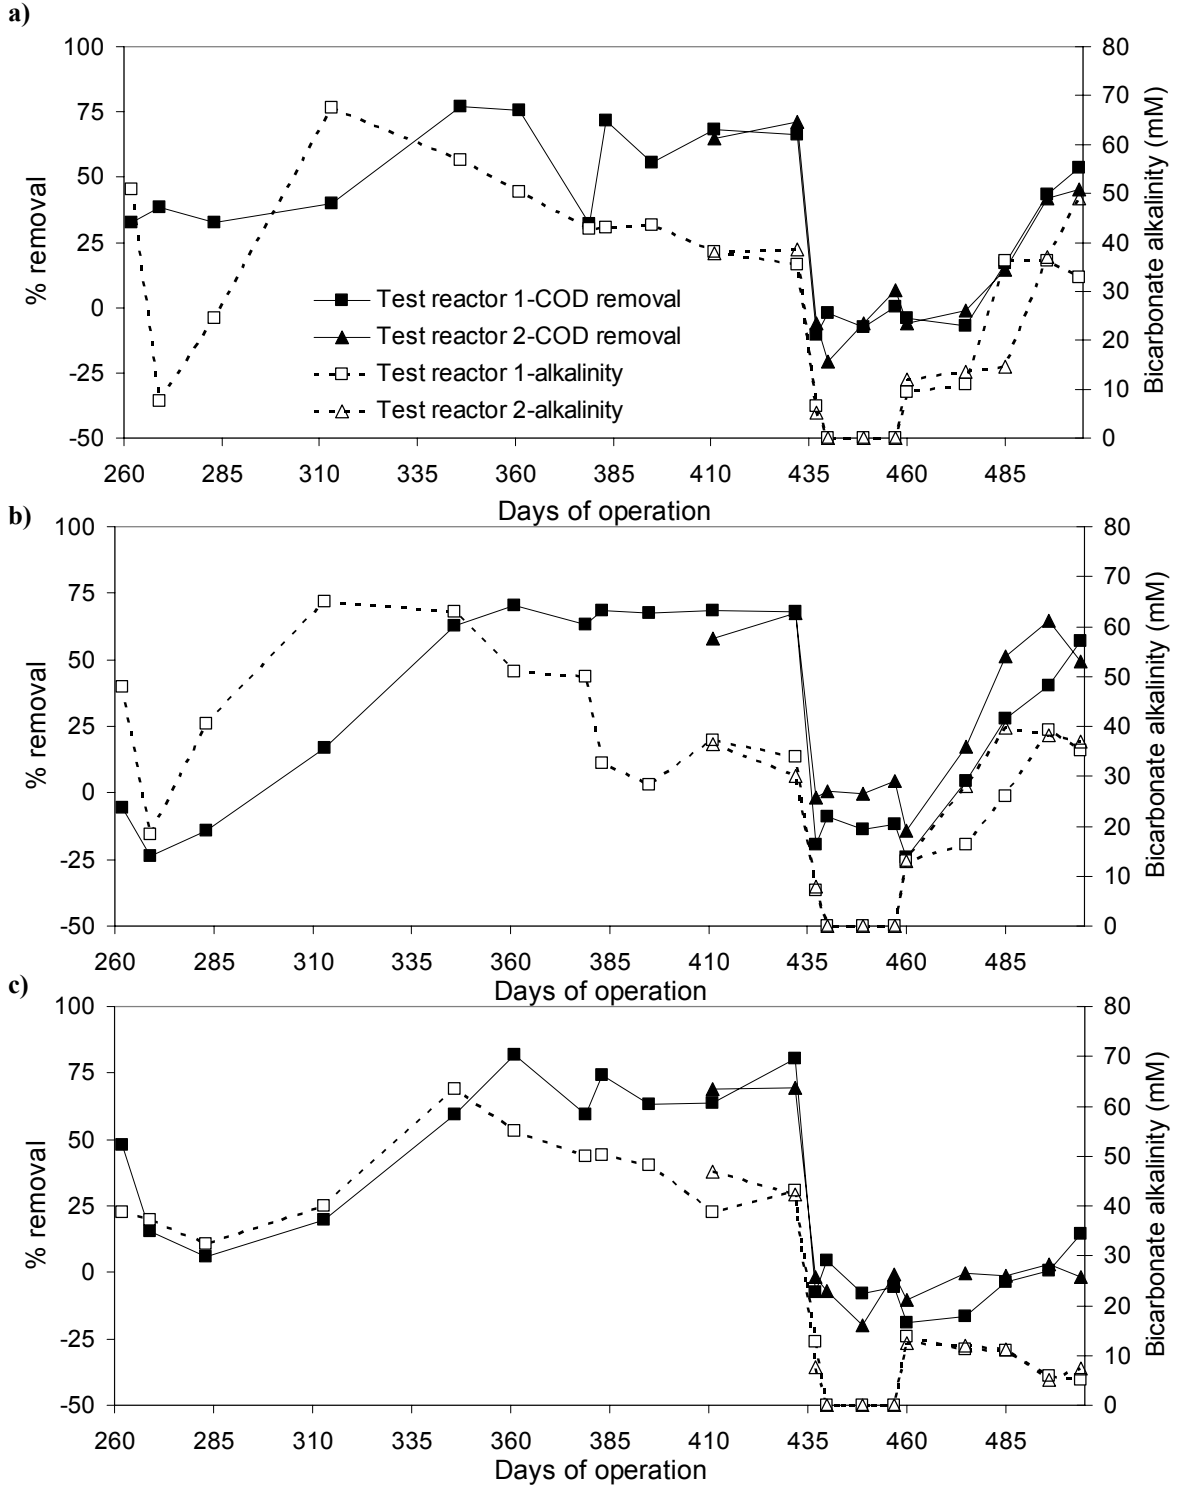 a)
100
75
50
25
0
-25
-50
% removal
80
70
60
50
40
30
20
10
0
Bicarbonate alkalinity (mM)
Test reactor 1-COD removal
Test reactor 2-COD removal
Test reactor 1-alkalinity
Test reactor 2-alkalinity
260 285 310 335 360 385 410 435 460 485
Days of operation
b)
100
75
50
25
0
-25
-50
% removal
80
70
60
50
40
30
20
10
0
Bicarbonate alkalinity (mM)
260 285 310 335 360 385 410 435 460 485
Days of operation
c)
100
75
50
25
0
-25
-50
% removal
80
70
60
50
40
30
20
10
0
Bicarbonate alkalinity (mM)
260 285 310 335 360 385 410 435 460 485
Days of operation